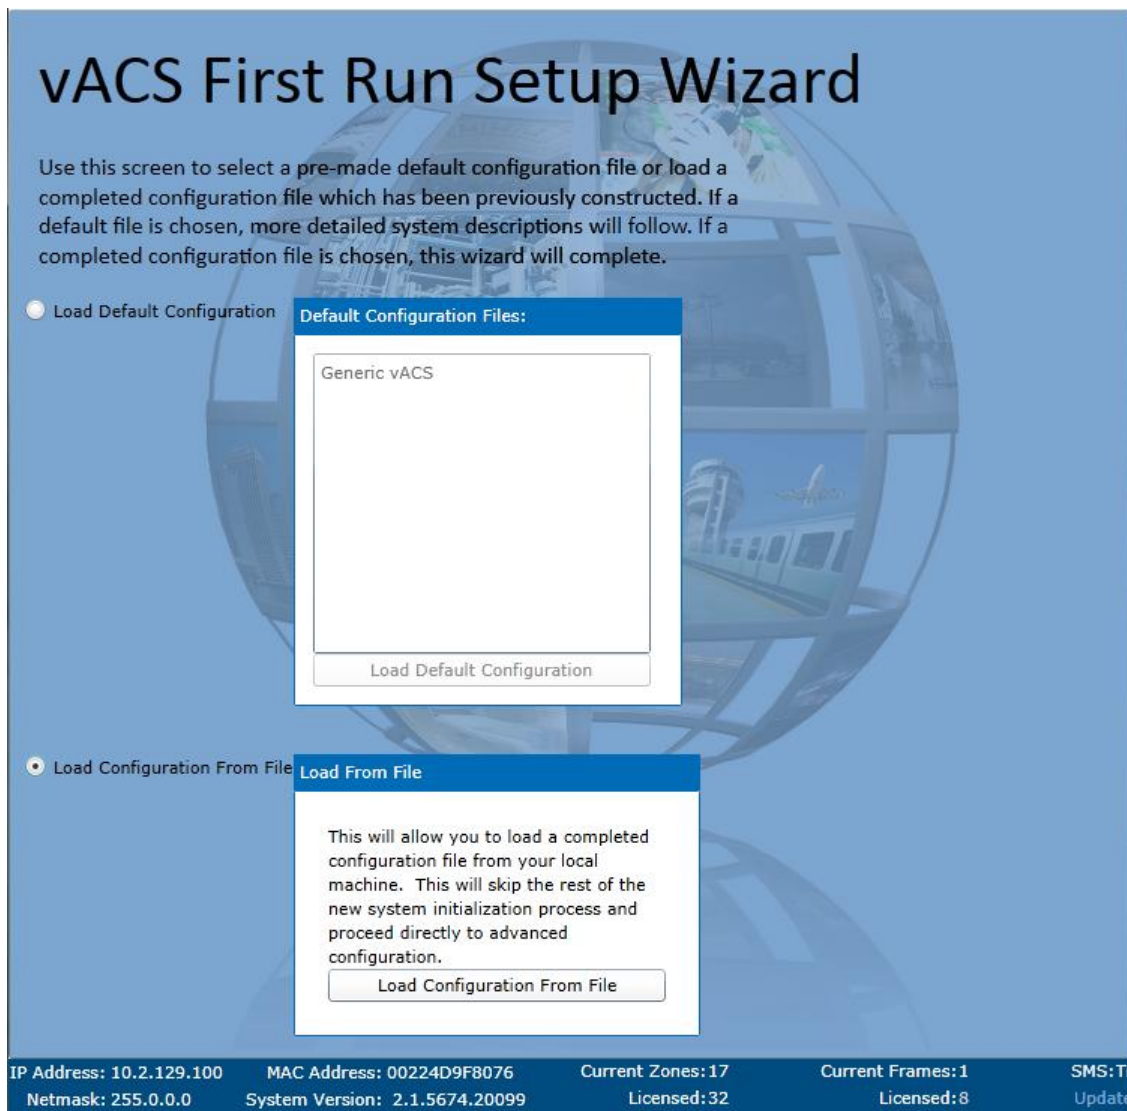 vACS First Run Setup Wizard
Use this screen to select a pre-made default configuration file or load a
completed configuration file which has been previously constructed. If a
default file is chosen, more detailed system descriptions will follow. If a
completed configuration file is chosen, this wizard will complete.
Load Default Configuration
Default Configuration Files:
Generic vACS
Load Default Configuration
Load Configuration From File
Load From File
This will allow you to load a completed
configuration file from your local
machine.  This will skip the rest of the
new system initialization process and
proceed directly to advanced
configuration.
Load Configuration From File
IP Address: 10.2.129.100 MAC Address: 00224D9F8076 Current Zones:17 Current Frames:1 SMS:
Netmask: 255.0.0.0 System Version: 2.1.5674.20099 Licensed:32 Licensed:8 Update